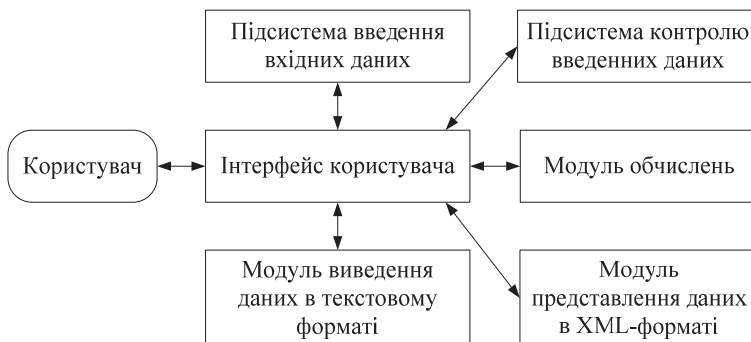 Підсистема введення
вхідних даних
Підсистема контролю
введенних даних
Користувач
Інтерфейс користувача
Модуль обчислень
Модуль виведення
даних в текстовому
форматі
Модуль
представлення даних
в XML-форматі